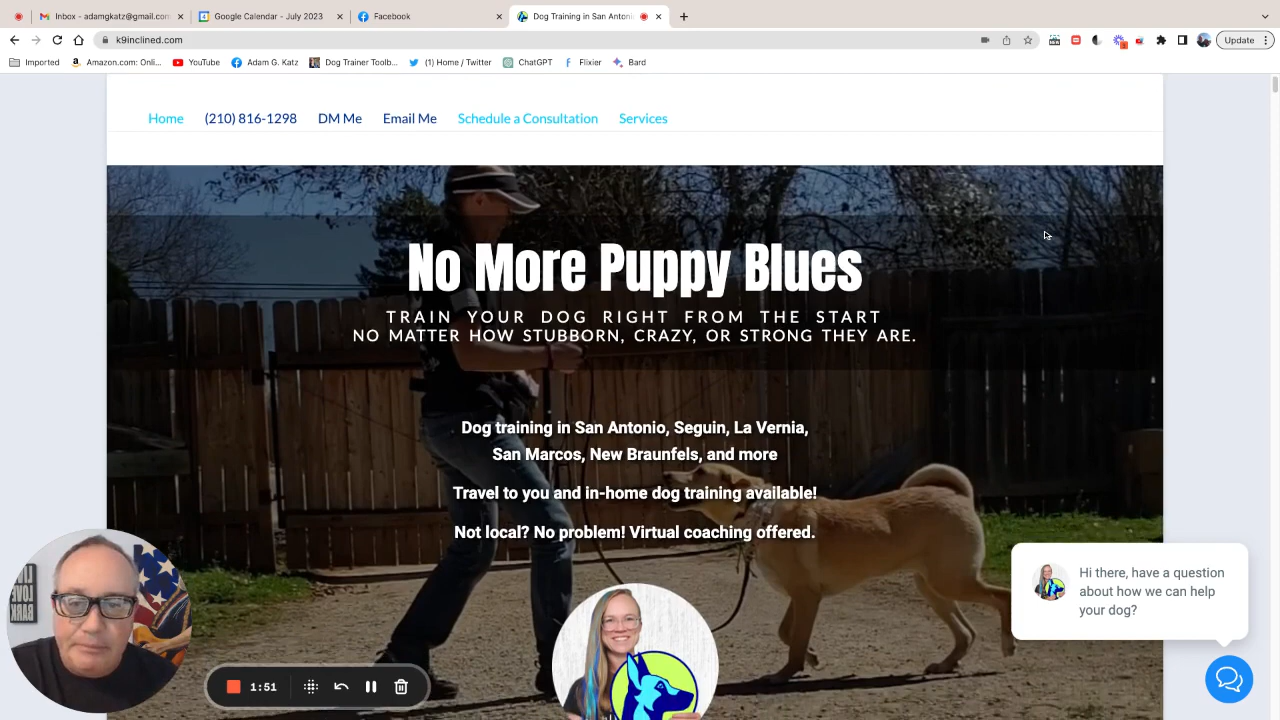 Inbox - adamgkatz@gmail.com
Google Calendar - July 2023
Facebook
Dog Training in San Antoni
k9inclined.com
Update
Imported
Amazon.com: Onli...
YouTube
Adam G. Katz
Dog Trainer Toolb...
(1) Home / Twitter
ChatGPT
Flixier
Bard
Home
(210) 816-1298
DM Me
Email Me
Schedule a Consultation
Services
No More Puppy Blues
TRAIN YOUR DOG RIGHT FROM THE START
NO MATTER HOW STUBBORN, CRAZY, OR STRONG THEY ARE.
Dog training in San Antonio, Seguin, La Vernia,
San Marcos, New Braunfels, and more
Travel to you and in-home dog training available!
Not local? No problem! Virtual coaching offered.
Hi there, have a question
about how we can help
your dog?
LIVE
LOVE
BARK
1:51